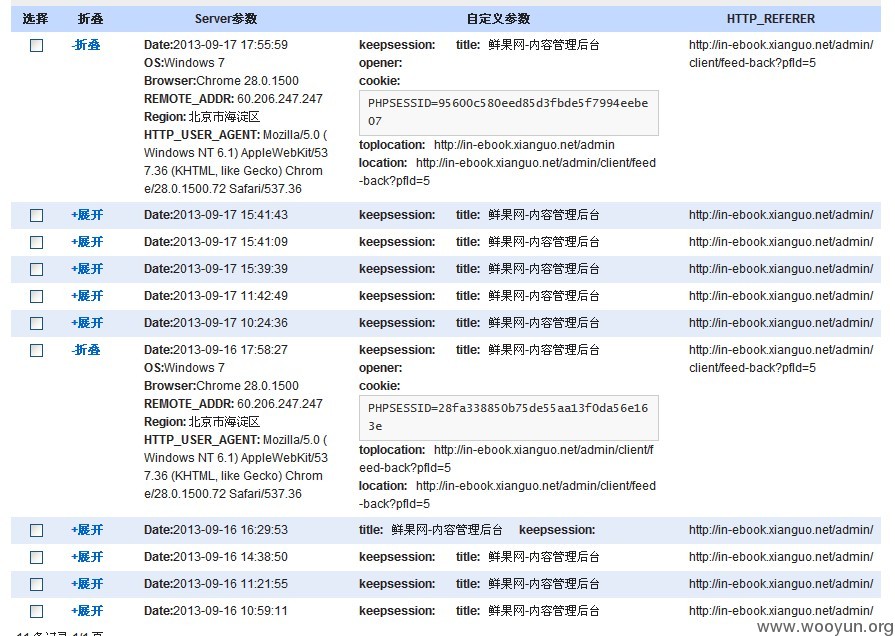 选择 折叠 Server参数 自定义参数 HTTP_REFERER
-折叠 Date:2013-09-17 17:55:59 keepsession: title: 鲜果网-内容管理后台 http://in-ebook.xianguo.net/admin/
OS:Windows 7 opener: client/feed-back?pfId=5
Browser:Chrome 28.0.1500 cookie:
REMOTE_ADDR: 60.206.247.247 PHPSESSID=95600c580eed85d3fbde5f7994eebe
Region: 北京市海淀区 07
HTTP_USER_AGENT: Mozilla/5.0 ( toplocation: http://in-ebook.xianguo.net/admin
Windows NT 6.1) AppleWebKit/53 location: http://in-ebook.xianguo.net/admin/client/feed
7.36 (KHTML, like Gecko) Chrom -back?pfId=5
e/28.0.1500.72 Safari/537.36
+展开 Date:2013-09-17 15:41:43 keepsession: title: 鲜果网-内容管理后台 http://in-ebook.xianguo.net/admin/
+展开 Date:2013-09-17 15:41:09 keepsession: title: 鲜果网-内容管理后台 http://in-ebook.xianguo.net/admin/
+展开 Date:2013-09-17 15:39:39 keepsession: title: 鲜果网-内容管理后台 http://in-ebook.xianguo.net/admin/
+展开 Date:2013-09-17 11:42:49 keepsession: title: 鲜果网-内容管理后台 http://in-ebook.xianguo.net/admin/
+展开 Date:2013-09-17 10:24:36 keepsession: title: 鲜果网-内容管理后台 http://in-ebook.xianguo.net/admin/
-折叠 Date:2013-09-16 17:58:27 keepsession: title: 鲜果网-内容管理后台 http://in-ebook.xianguo.net/admin/
OS:Windows 7 opener: client/feed-back?pfId=5
Browser:Chrome 28.0.1500 cookie:
REMOTE_ADDR: 60.206.247.247 PHPSESSID=28fa338850b75de55aa13f0da56e16
Region: 北京市海淀区 3e
HTTP_USER_AGENT: Mozilla/5.0 ( toplocation: http://in-ebook.xianguo.net/admin/client/f
Windows NT 6.1) AppleWebKit/53 eed-back?pfId=5
7.36 (KHTML, like Gecko) Chrom location: http://in-ebook.xianguo.net/admin/client/feed
e/28.0.1500.72 Safari/537.36 -back?pfId=5
+展开 Date:2013-09-16 16:29:53 title: 鲜果网-内容管理后台 keepsession: http://in-ebook.xianguo.net/admin/
+展开 Date:2013-09-16 14:38:50 keepsession: title: 鲜果网-内容管理后台 http://in-ebook.xianguo.net/admin/
+展开 Date:2013-09-16 11:21:55 keepsession: title: 鲜果网-内容管理后台 http://in-ebook.xianguo.net/admin/
+展开 Date:2013-09-16 10:59:11 keepsession: title: 鲜果网-内容管理后台 http://in-ebook.xianguo.net/admin/
www.wooyun.org